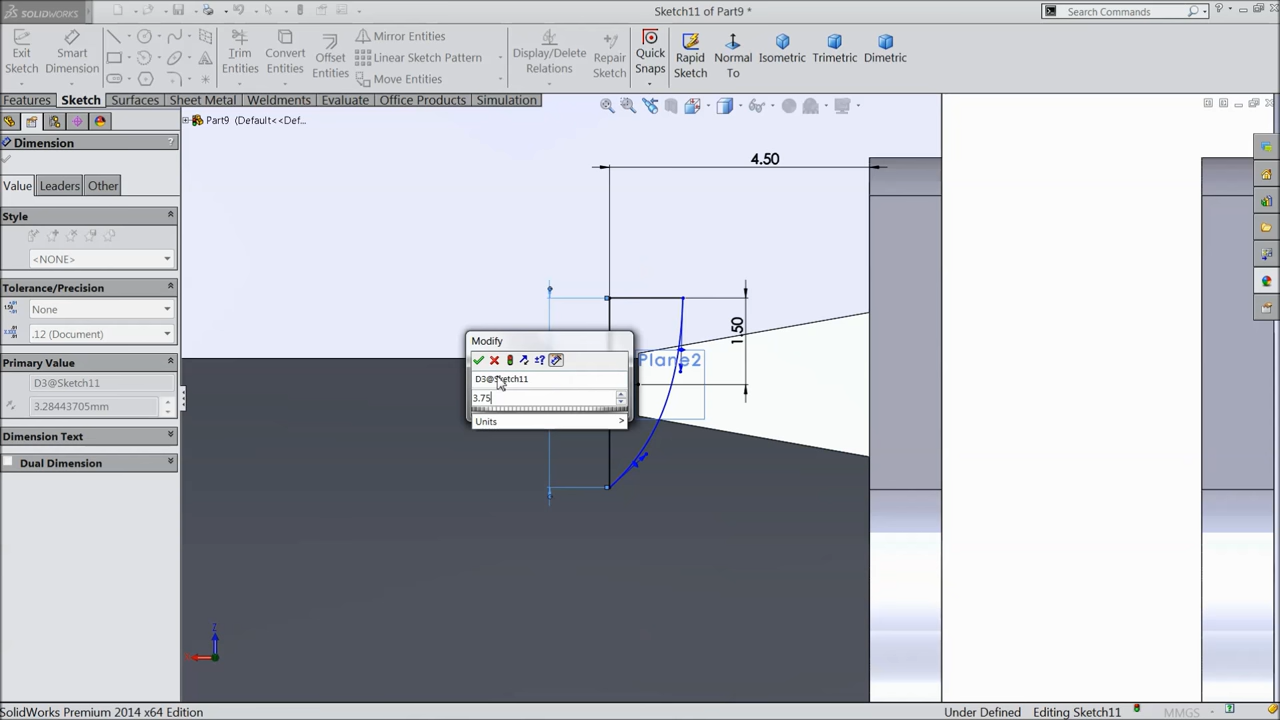 SOLIDWORKS
Sketch11 of Part9 *
Search Commands
Exit Sketch
Smart Dimension
Trim Entities
Convert Entities
Offset Entities
Mirror Entities
Linear Sketch Pattern
Move Entities
Display/Delete Relations
Repair Sketch
Quick Snaps
Rapid Sketch
Normal To
Isometric
Trimetric
Dimetric
Features
Sketch
Surfaces
Sheet Metal
Weldments
Evaluate
Office Products
Simulation
Part9 (Default<<Def...
Dimension
?
Value
Leaders
Other
Style
<NONE>
Tolerance/Precision
None
.12 (Document)
Primary Value
D3@Sketch11
3.28443705mm
Dimension Text
Dual Dimension
4.50
1.50
Plane2
Modify
D3@Sketch11
3.75
Units >
Z
SolidWorks Premium 2014 x64 Edition
Under Defined
Editing Sketch11
MMGS